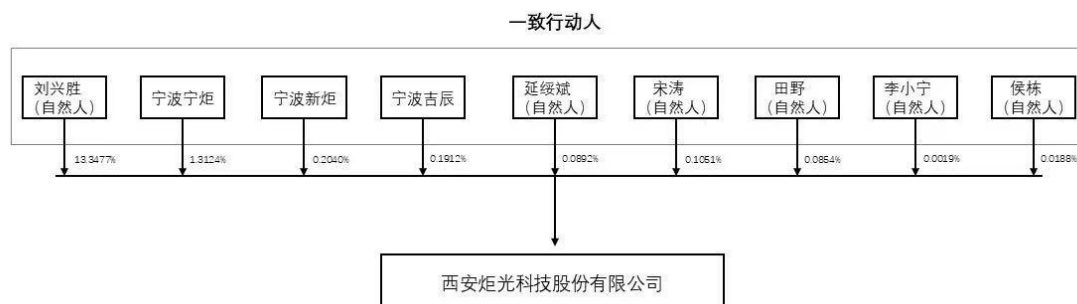 一致行动人
刘兴胜
（自然人）
宁波宁炬
宁波新炬
宁波吉辰
延绥斌
（自然人）
宋涛
（自然人）
田野
（自然人）
李小宁
（自然人）
侯栋
（自然人）
13.3477%
1.3124%
0.2040%
0.1912%
0.0892%
0.1051%
0.0854%
0.0019%
0.0188%
西安炬光科技股份有限公司